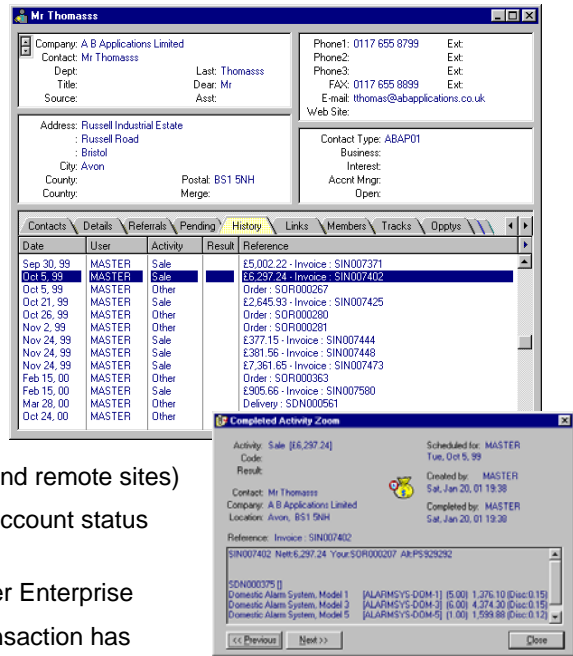 Mr Thomasss
Company: A B Applications Limited
Contact: Mr Thomasss
Dept: Last: Thomasss
Title: Dear: Mr
Source: Asst:
Phone1: 0117 655 8799 Ext:
Phone2: Ext:
Phone3: Ext:
FAX: 0117 655 8899 Ext:
E-mail: tthomas@abapplications.co.uk
Web Site:
Address: Russell Industrial Estate
: Russell Road
: Bristol
City: Avon
County: Postal: BS1 5NH
Country: Merge:
Contact Type: ABAP01
Business:
Interest:
Accnt Mngr:
Open:
Contacts Details Referrals Pending History Links Members Tracks Opptys
Date User Activity Result Reference
Sep 30, 99 MASTER Sale £5,002.22 - Invoice : SIN007371
Oct 5, 99 MASTER Sale £6,297.24 - Invoice : SIN007402
Oct 5, 99 MASTER Other Order : SOR000267
Oct 21, 99 MASTER Sale £2,645.93 - Invoice : SIN007425
Oct 26, 99 MASTER Other Order : SOR000280
Nov 2, 99 MASTER Other Order : SOR000281
Nov 24, 99 MASTER Sale £377.15 - Invoice : SIN007444
Nov 24, 99 MASTER Sale £381.56 - Invoice : SIN007448
Nov 24, 99 MASTER Sale £7,361.65 - Invoice : SIN007473
Feb 15, 00 MASTER Other Order : SOR000363
Feb 15, 00 MASTER Sale £905.66 - Invoice : SIN007580
Mar 28, 00 MASTER Other Delivery : SDN000561
Oct 24, 00 MASTER Other
nd remote sites)
ccount status
er Enterprise
nsaction has
Completed Activity Zoom
Activity: Sale [£6,297.24]
Code:
Result:
Contact: Mr Thomasss
Company: A B Applications Limited
Location: Avon, BS1 5NH
Scheduled for: MASTER
Tue, Oct 5, 99
Created by: MASTER
Sat, Jan 20, 01 19:38
Completed by: MASTER
Sat, Jan 20, 01 19:38
Reference: Invoice : SIN007402
SIN007402 Nett:6,297.24 Your:SOR000207 Alt:PS929292
SDN000375 []
Domestic Alarm System, Model 1 [ALARMSYS-DOM-1] (5.00) 1,376.10 (Disc:0.15)
Domestic Alarm System, Model 3 [ALARMSYS-DOM-3] (6.00) 4,374.30 (Disc:0.15)
Domestic Alarm System, Model 5 [ALARMSYS-DOM-5] (1.00) 1,599.88 (Disc:0.12)
<< Previous Next >> Close